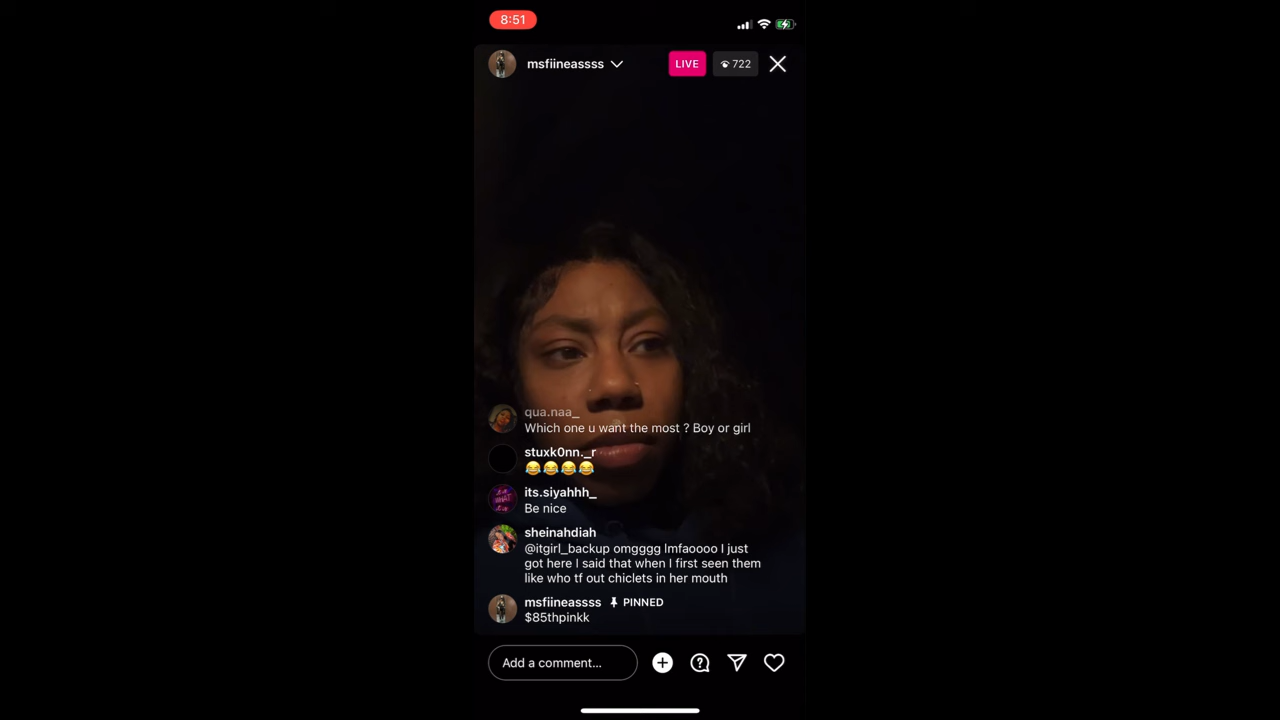 8:51
msfiineassss
LIVE
722
qua.naa_
Which one u want the most ? Boy or girl
stuxk0nn._r
😂😂😂😂
its.siyahhh_
Be nice
sheinahdiah
@itgirl_backup omgggg lmfaoooo I just
got here I said that when I first seen them
like who tf out chiclets in her mouth
msfiineassss PINNED
$85thpinkk
Add a comment...